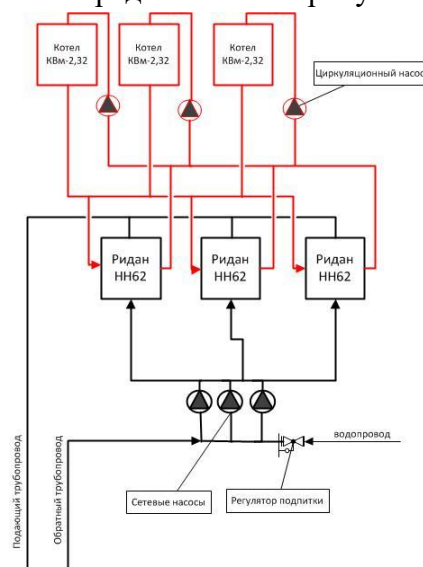 Котел
КВм-2,32
Котел
КВм-2,32
Котел
КВм-2,32
Циркуляционный насос
Ридан
НН62
Ридан
НН62
Ридан
НН62
водопровод
Сетевые насосы
Регулятор подпитки
Подающий трубопровод
Обратный трубопровод